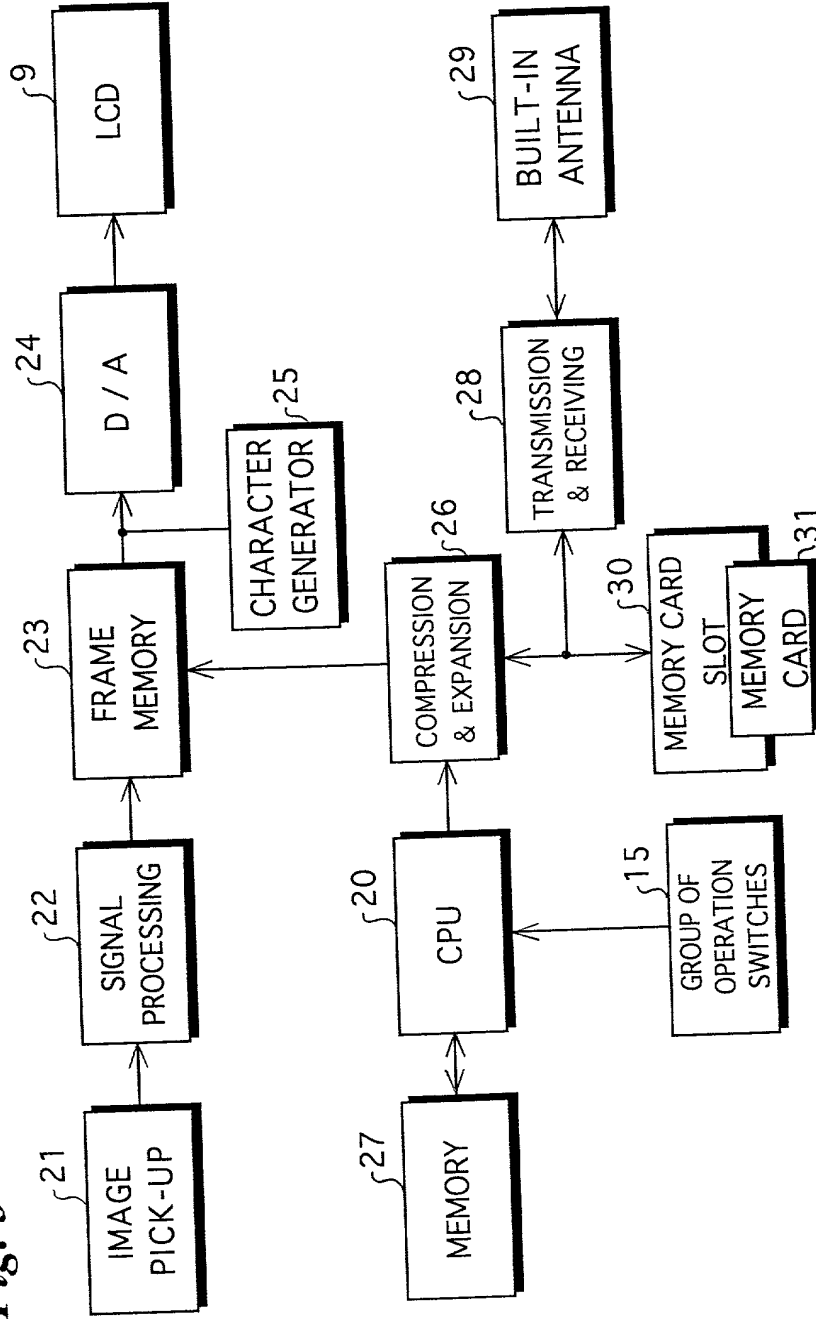 Fig.
21
IMAGE
PICK-UP
22
SIGNAL
PROCESSING
23
FRAME
MEMORY
24
D / A
9
LCD
25
CHARACTER
GENERATOR
27
MEMORY
20
CPU
26
COMPRESSION
& EXPANSION
28
TRANSMISSION
& RECEIVING
29
BUILT-IN
ANTENNA
15
GROUP OF
OPERATION
SWITCHES
30
MEMORY CARD
SLOT
31
MEMORY
CARD